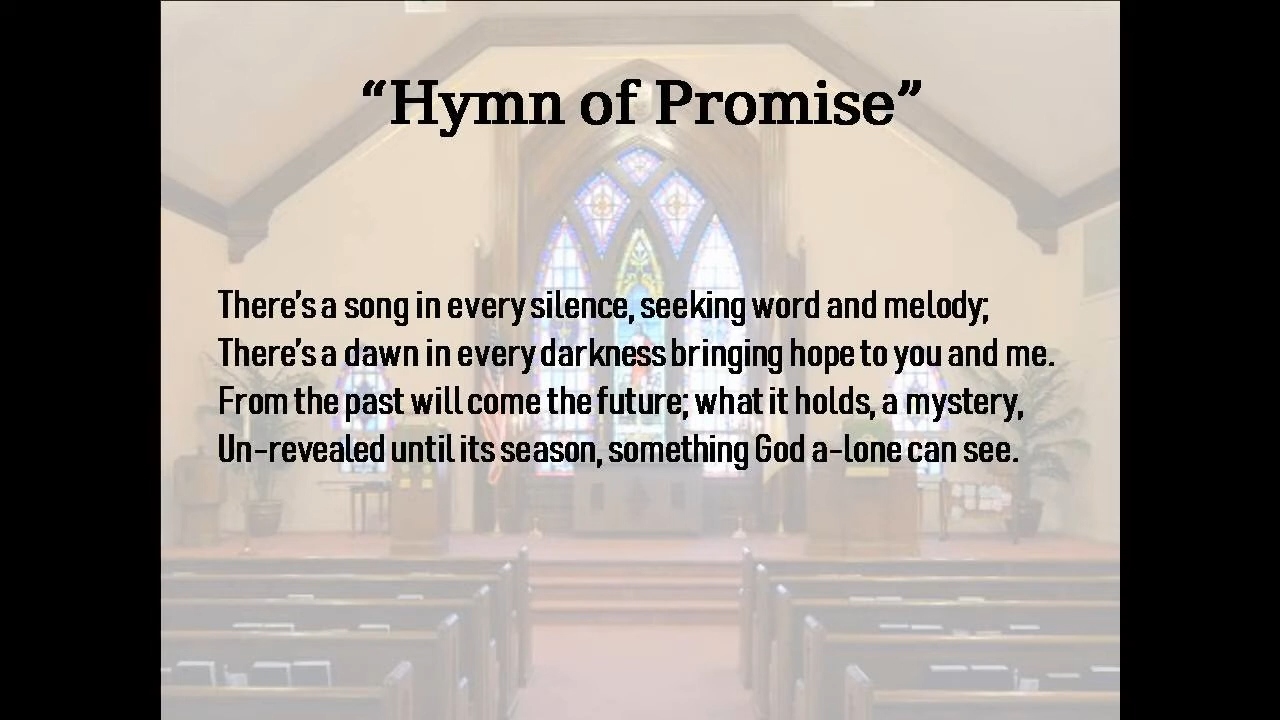 “Hymn of Promise”
There’s a song in every silence, seeking word and melody;
There’s a dawn in every darkness bringing hope to you and me.
From the past will come the future; what it holds, a mystery,
Un-revealed until its season, something God a-lone can see.